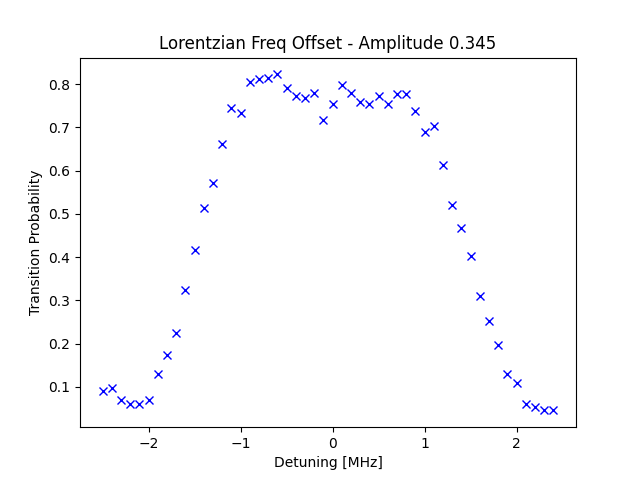 Lorentzian Freq Offset - Amplitude 0.345
Transition Probability
0.8
0.7
0.6
0.5
0.4
0.3
0.2
0.1
−2 −1 0 1 2
Detuning [MHz]